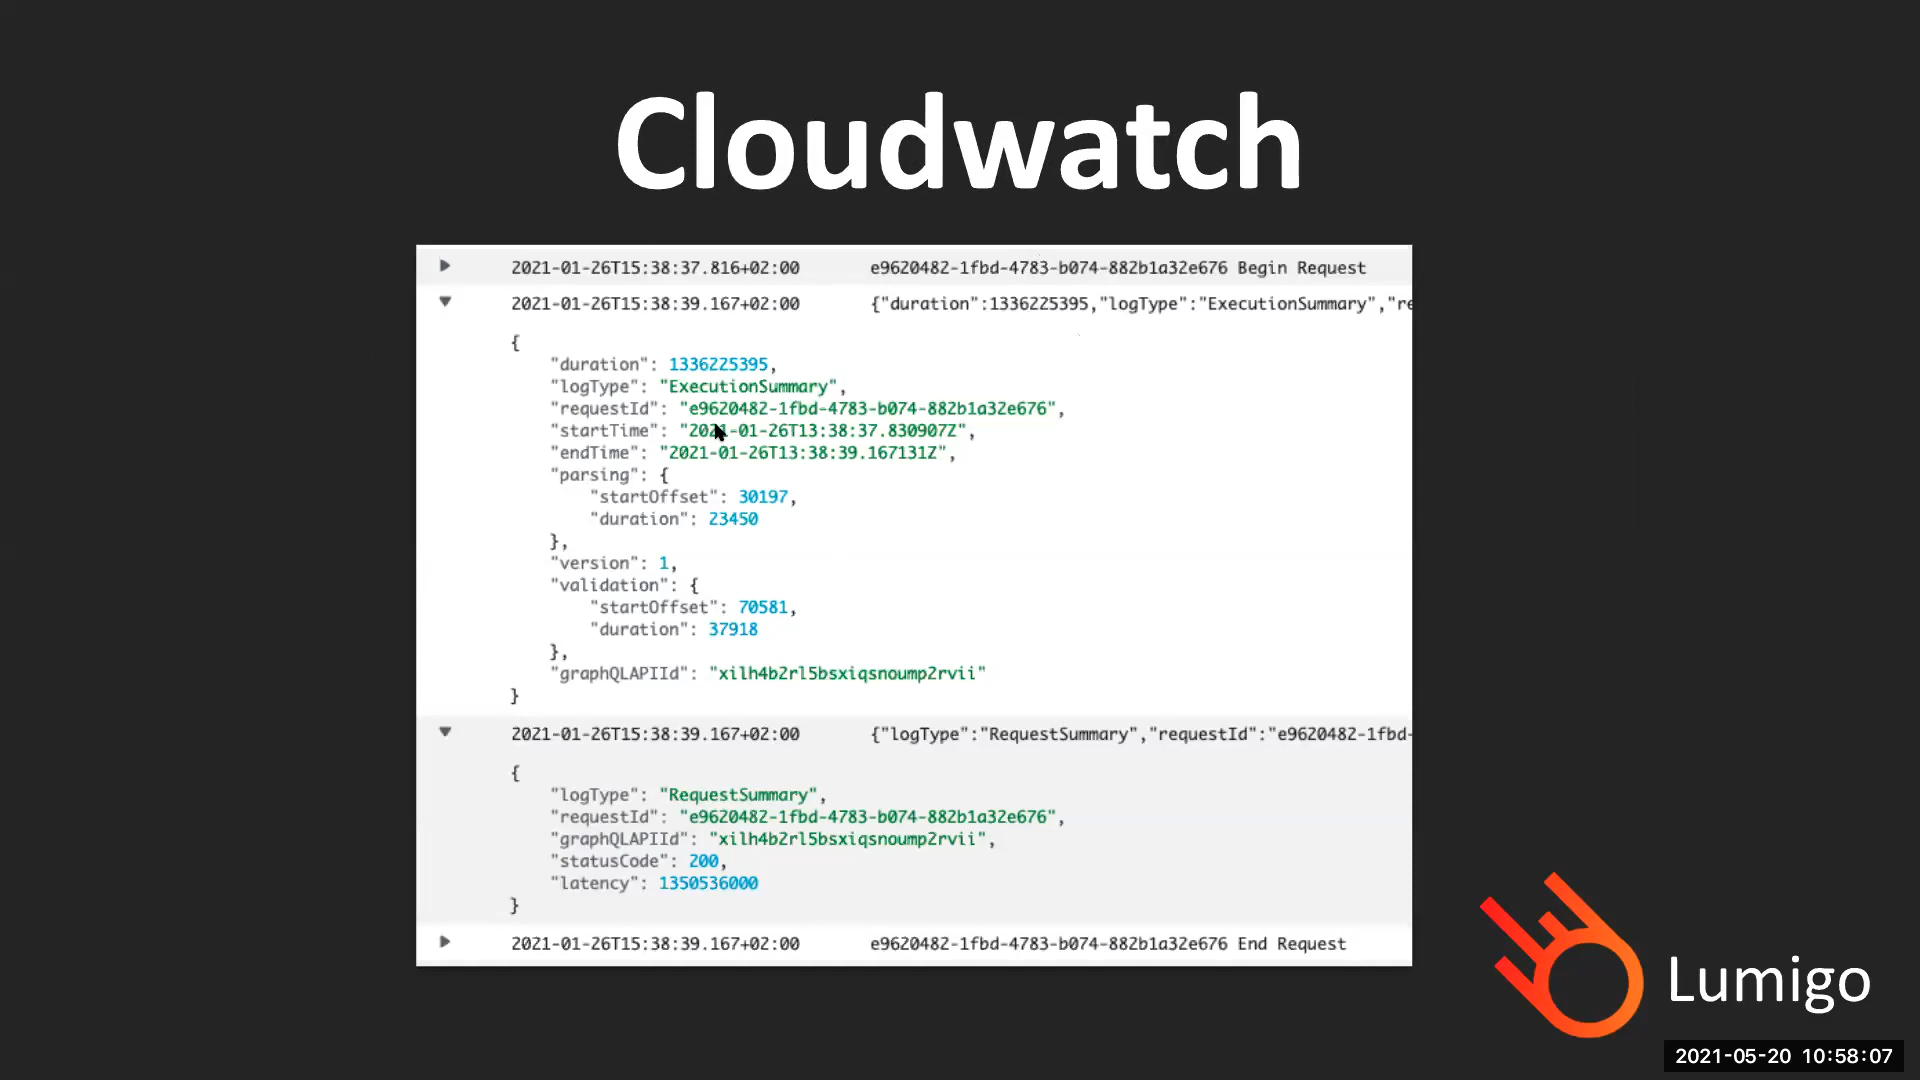 Cloudwatch
2021-01-26T15:38:37.816+02:00 e9620482-1fbd-4783-b074-882b1a32e676 Begin Request
2021-01-26T15:38:39.167+02:00 {"duration":1336225395,"logType":"ExecutionSummary","re
{
"duration": 1336225395,
"logType": "ExecutionSummary",
"requestId": "e9620482-1fbd-4783-b074-882b1a32e676",
"startTime": "2021-01-26T13:38:37.830907Z",
"endTime": "2021-01-26T13:38:39.167131Z",
"parsing": {
"startOffset": 30197,
"duration": 23450
},
"version": 1,
"validation": {
"startOffset": 70581,
"duration": 37918
},
"graphQLAPIId": "xilh4b2rl5bsxiqsnoump2rvii"
}
2021-01-26T15:38:39.167+02:00 {"logType":"RequestSummary","requestId":"e9620482-1fbd-
{
"logType": "RequestSummary",
"requestId": "e9620482-1fbd-4783-b074-882b1a32e676",
"graphQLAPIId": "xilh4b2rl5bsxiqsnoump2rvii",
"statusCode": 200,
"latency": 1350536000
}
2021-01-26T15:38:39.167+02:00 e9620482-1fbd-4783-b074-882b1a32e676 End Request
Lumigo
2021-05-20 10:58:07